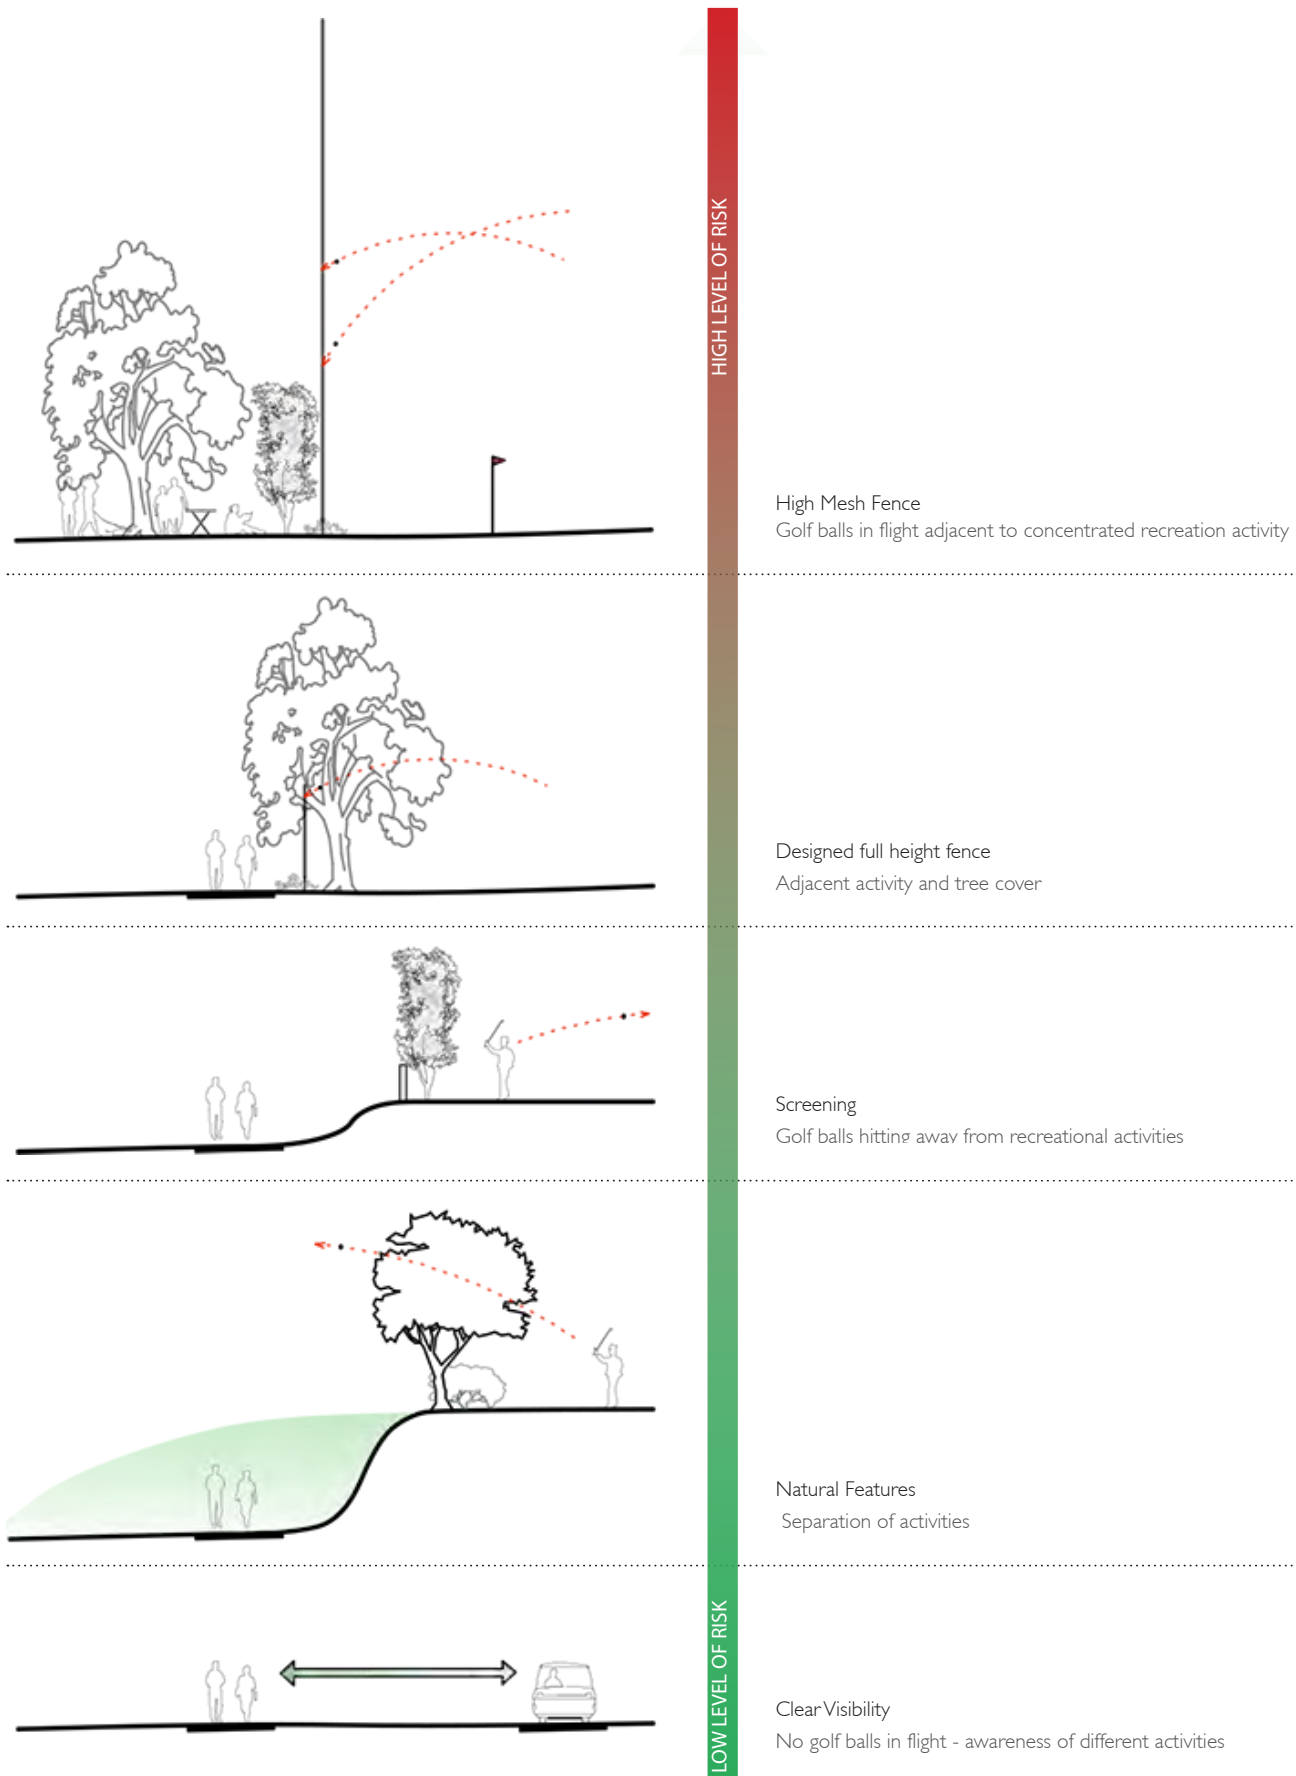 HIGH LEVEL OF RISK
High Mesh Fence
Golf balls in flight adjacent to concentrated recreation activity
Designed full height fence
Adjacent activity and tree cover
Screening
Golf balls hitting away from recreational activities
Natural Features
Separation of activities
LOW LEVEL OF RISK
Clear Visibility
No golf balls in flight - awareness of different activities